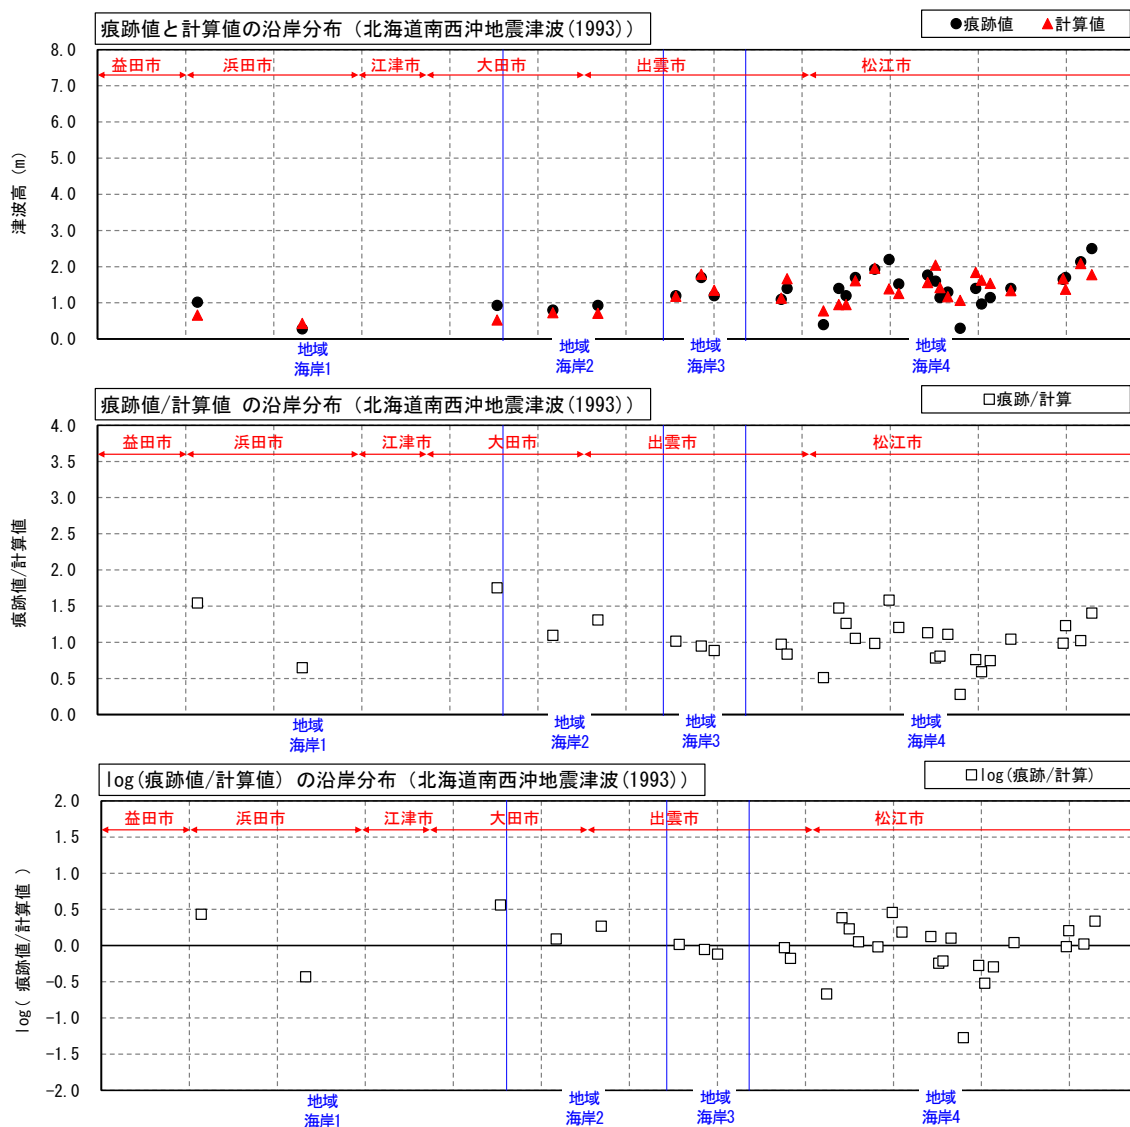 痕跡値と計算値の沿岸分布（北海道南西沖地震津波(1993)）
●痕跡値 ▲計算値
8.0
7.0
6.0
5.0
4.0
3.0
2.0
1.0
0.0
津波高 (m)
益田市 浜田市 江津市 大田市 出雲市 松江市
地域 地域 地域 地域
海岸1 海岸2 海岸3 海岸4
痕跡値/計算値 の沿岸分布（北海道南西沖地震津波(1993)）
□痕跡/計算
4.0
3.5
3.0
2.5
2.0
1.5
1.0
0.5
0.0
痕跡値/計算値
益田市 浜田市 江津市 大田市 出雲市 松江市
地域 地域 地域 地域
海岸1 海岸2 海岸3 海岸4
log(痕跡値/計算値) の沿岸分布（北海道南西沖地震津波(1993)）
□log(痕跡/計算)
2.0
1.5
1.0
0.5
0.0
-0.5
-1.0
-1.5
-2.0
log( 痕跡値/計算値 )
益田市 浜田市 江津市 大田市 出雲市 松江市
地域 地域 地域 地域
海岸1 海岸2 海岸3 海岸4